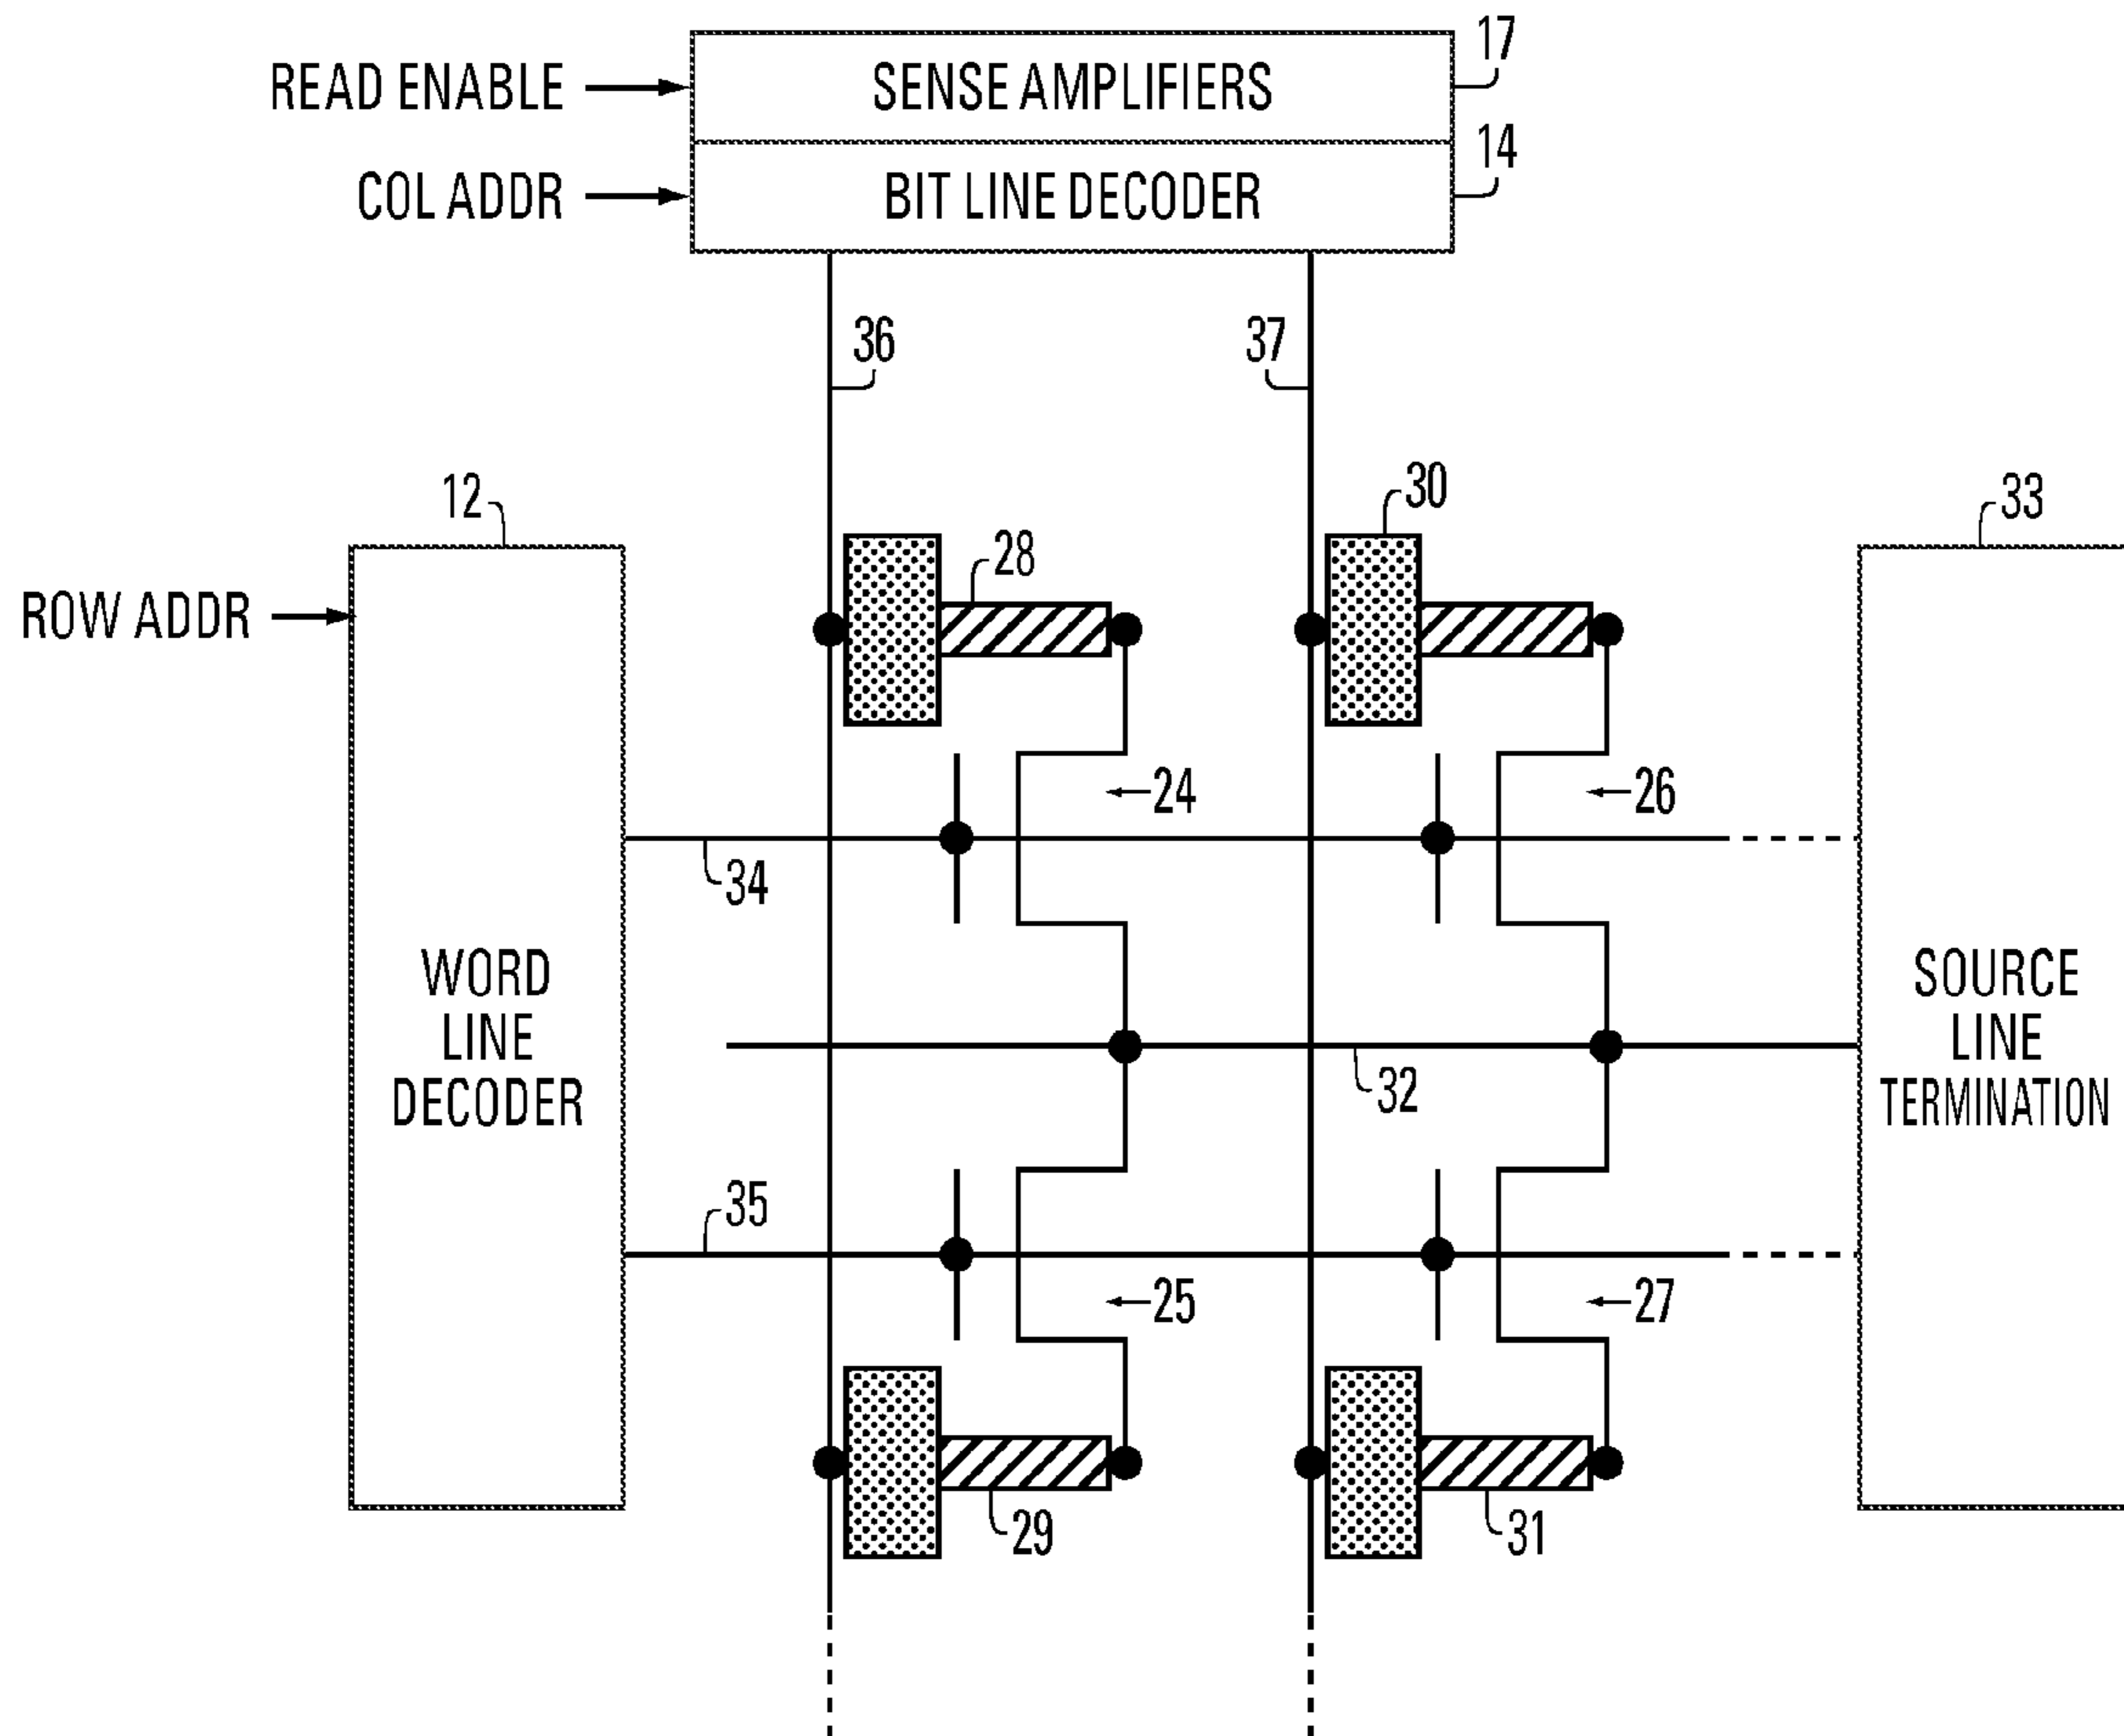 17
READ ENABLE
SENSE AMPLIFIERS
14
COL ADDR
BIT LINE DECODER
36
37
12
30
33
28
ROW ADDR
24
26
34
WORD
LINE
DECODER
SOURCE
LINE
TERMINATION
32
35
25
27
29
31